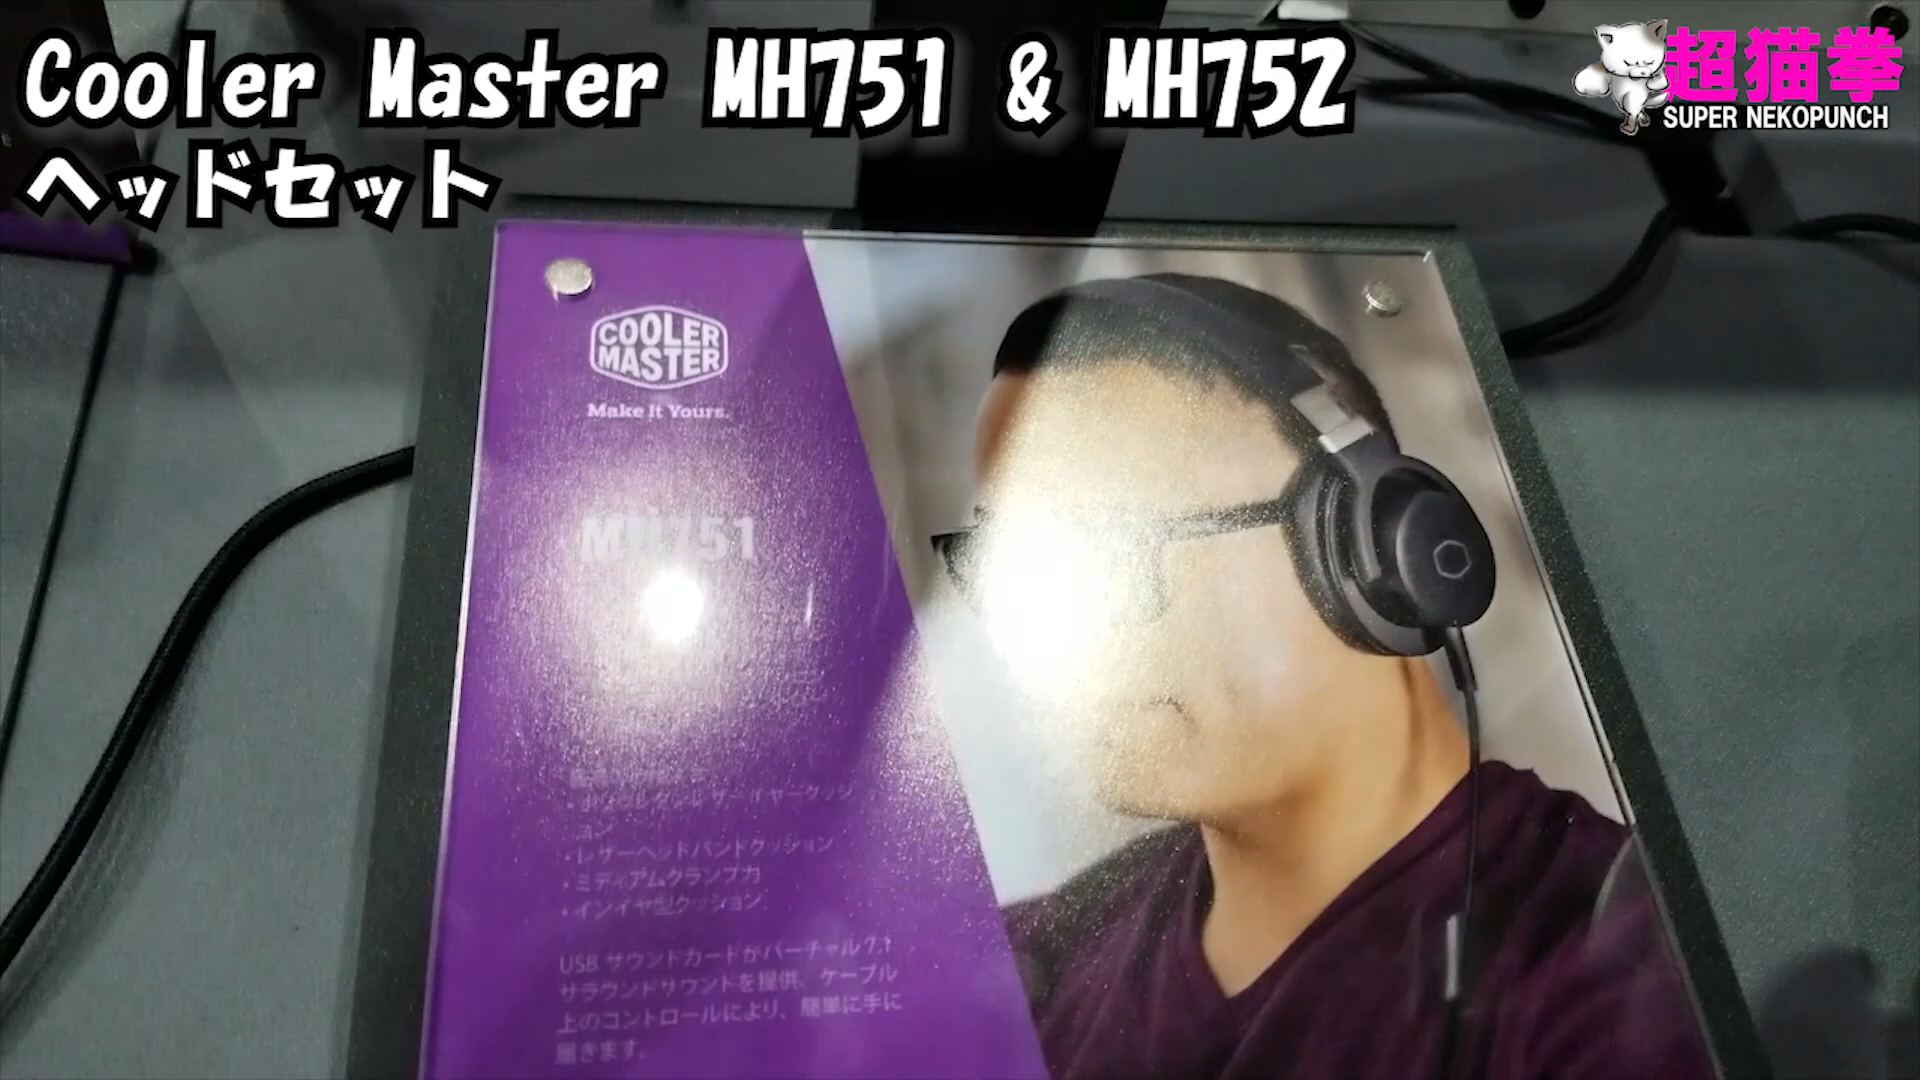 Cooler Master MH751 & MH752
ヘッドセット
超猫拳
SUPER NEKOPUNCH
COOLER
MASTER
Make It Yours.
MH751
ョン
・レザーヘッドバンドクッション
・ミディアムクランプ力
・インイヤ型クッション
USB サウンドカードがバーチャル 7.1
サラウンドサウンドを提供、ケーブル
上のコントロールにより、簡単に手に
届きます。